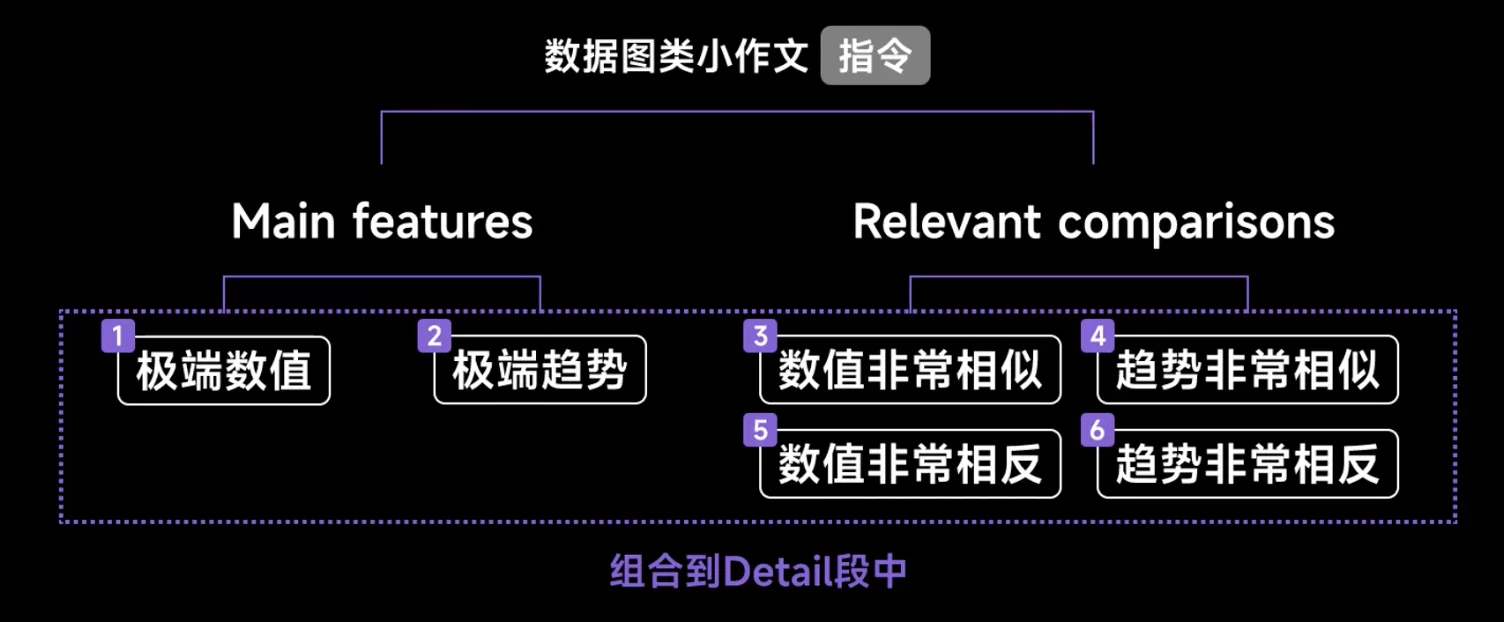 数据图类小作文 指令
Main features
Relevant comparisons
1 极端数值
2 极端趋势
3 数值非常相似
4 趋势非常相似
5 数值非常相反
6 趋势非常相反
组合到Detail段中